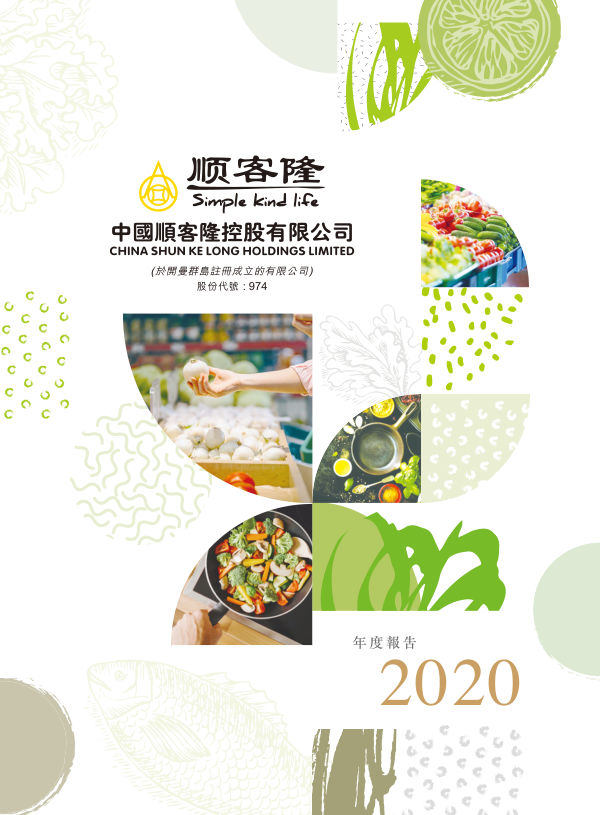 順客隆
Simple kind life
中國順客隆控股有限公司
CHINA SHUN KE LONG HOLDINGS LIMITED
(於開曼群島註冊成立的有限公司)
股份代號 : 974
年度報告
2020